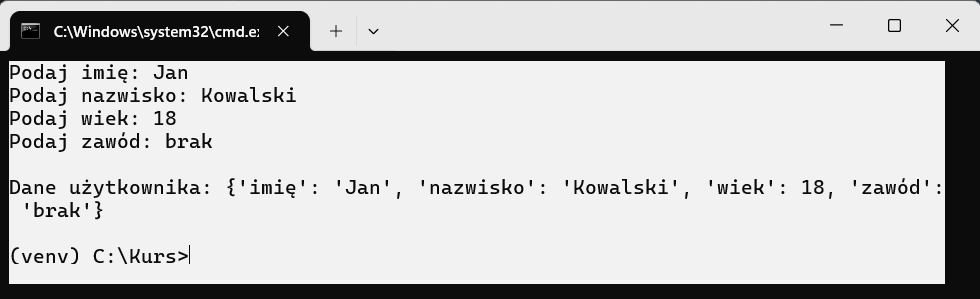 C:\Windows\system32\cmd.e
Podaj imię: Jan
Podaj nazwisko: Kowalski
Podaj wiek: 18
Podaj zawód: brak
Dane użytkownika: {'imię': 'Jan', 'nazwisko': 'Kowalski', 'wiek': 18, 'zawód':
'brak'}
(venv) C:\Kurs>